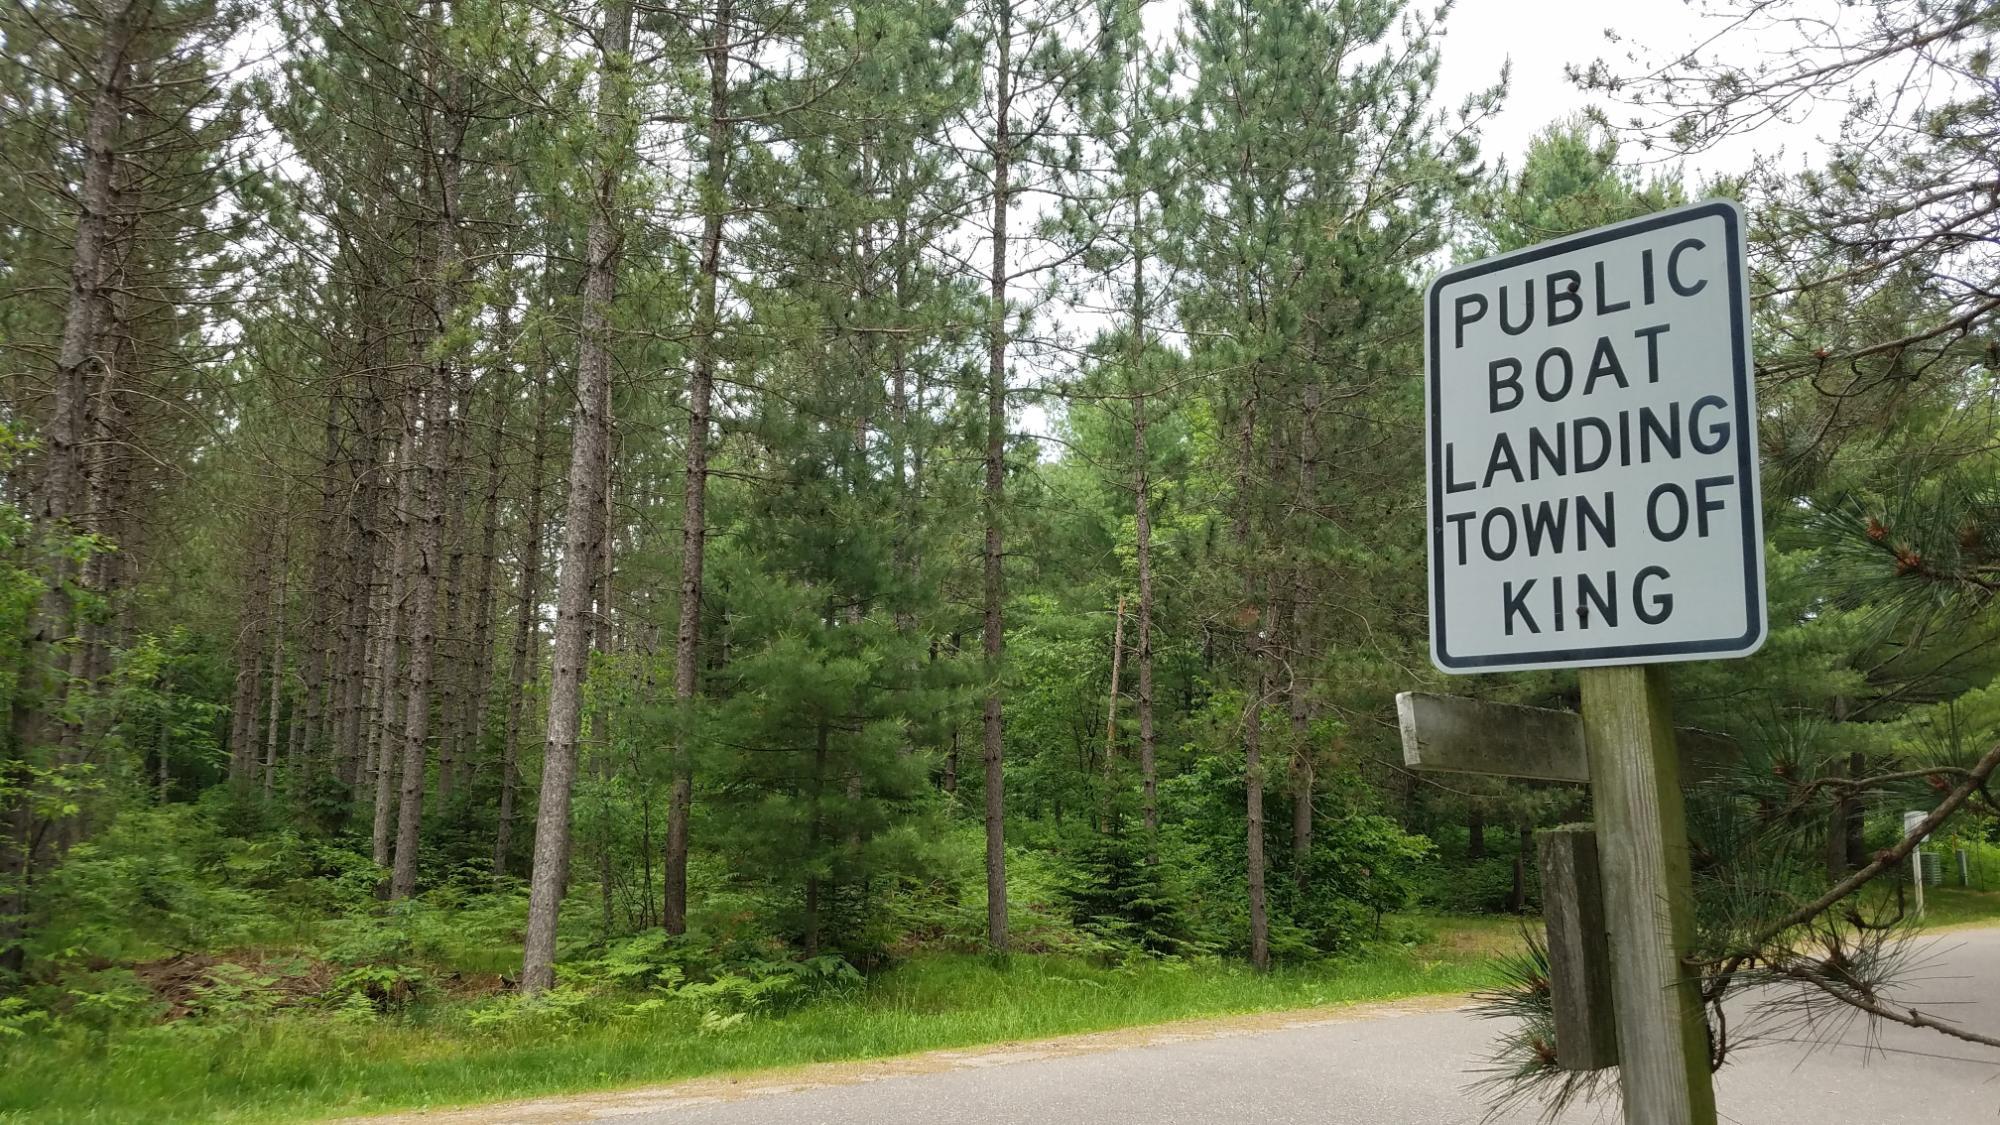 PUBLIC
BOAT
LANDING
TOWN OF
KING